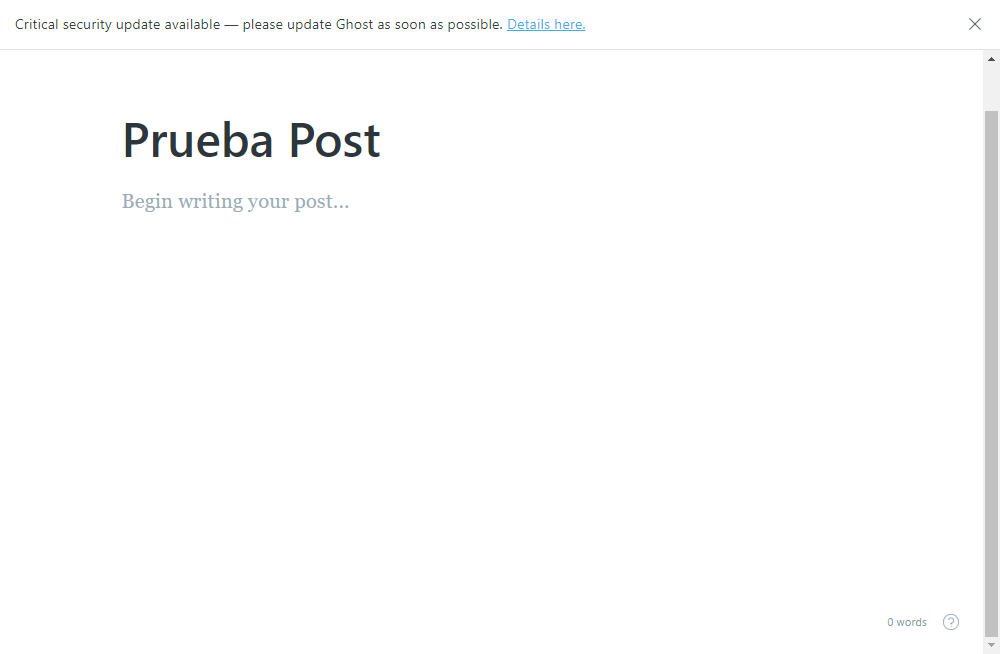 Critical security update available — please update Ghost as soon as possible. Details here.
Prueba Post
Begin writing your post...
0 words
?